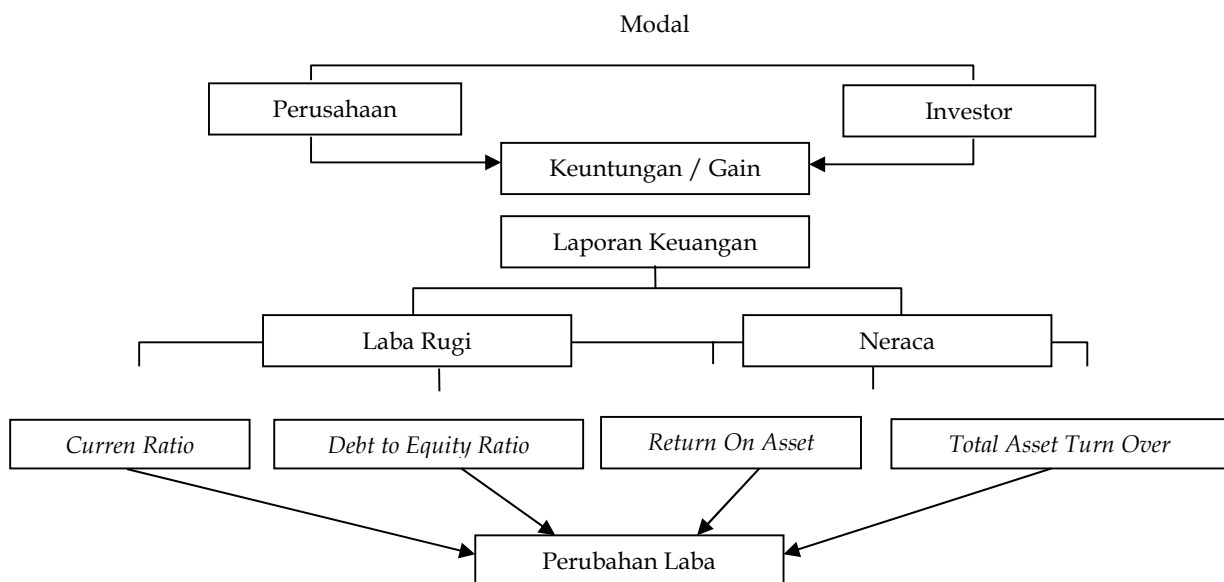 Modal
Perusahaan
Investor
Keuntungan / Gain
Laporan Keuangan
Laba Rugi
Neraca
Curren Ratio
Debt to Equity Ratio
Return On Asset
Total Asset Turn Over
Perubahan Laba